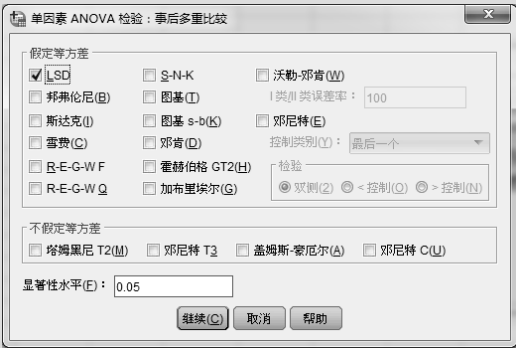 单因素 ANOVA 检验：事后多重比较
假定等方差
LSD S-N-K 沃勒-邓肯(W)
邦弗伦尼(B) 图基(T) I 类/II 类误差率： 100
斯达克(I) 图基 s-b(K) 邓尼特(E)
雪费(C) 邓肯(D) 控制类别(Y)： 最后一个
R-E-G-W F 霍赫伯格 GT2(H) 检验
R-E-G-W Q 加布里埃尔(G) 双侧(2) < 控制(O) > 控制(N)
不假定等方差
塔姆黑尼 T2(M) 邓尼特 T3 盖姆斯-豪厄尔(A) 邓尼特 C(U)
显著性水平(F)： 0.05
继续(C) 取消 帮助